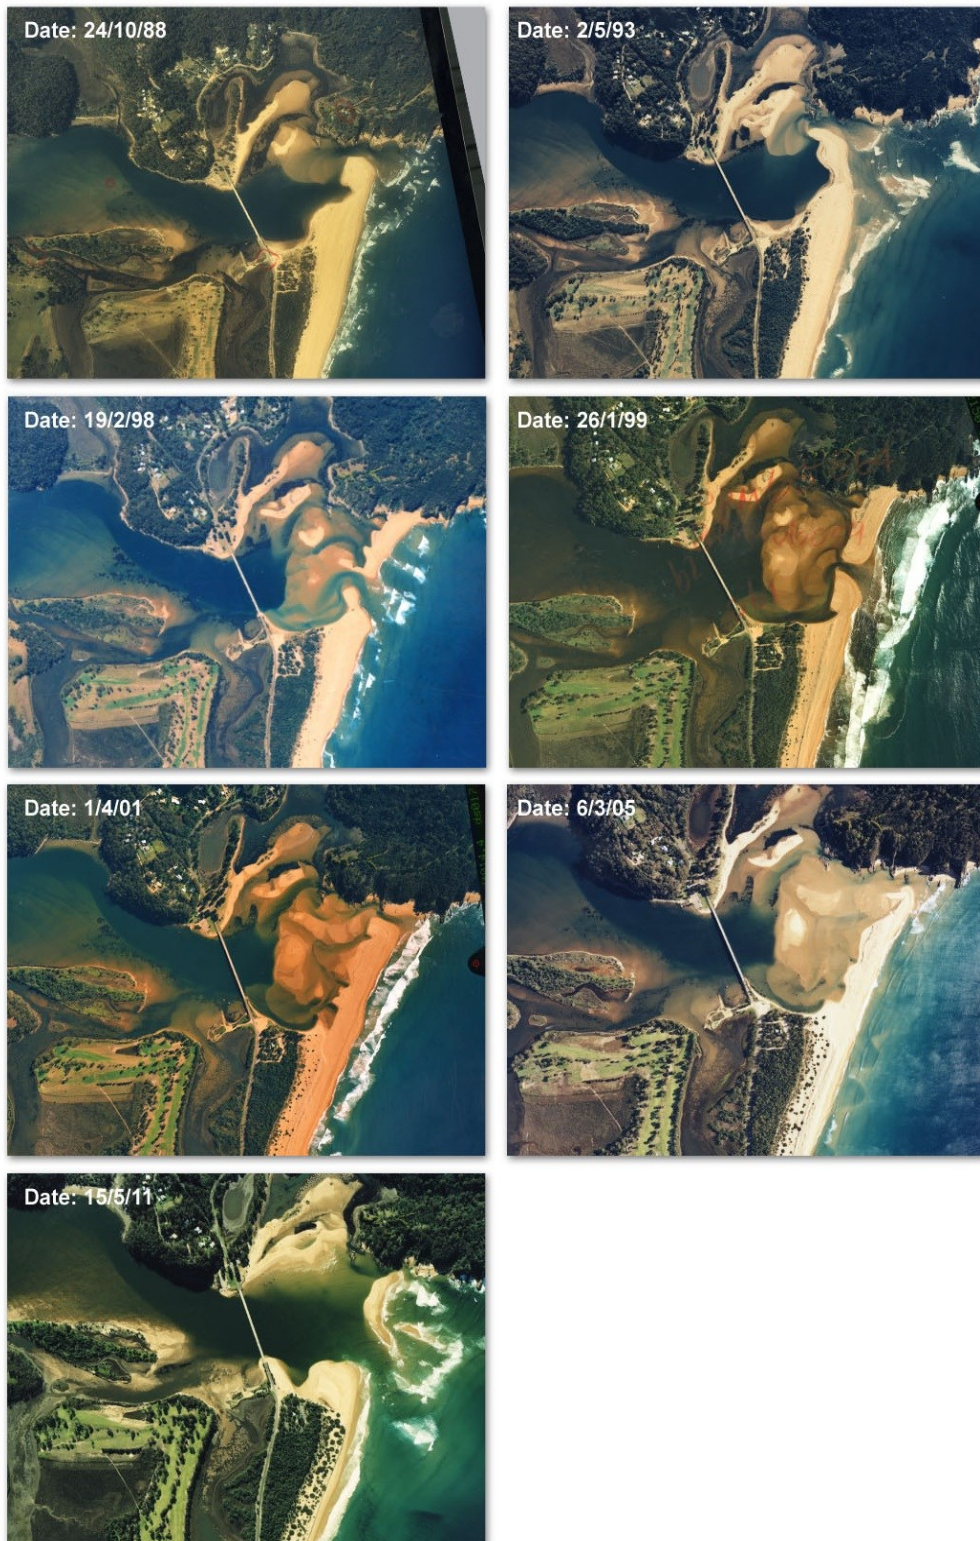 Date: 24/10/88
Date: 2/5/93
Date: 19/2/98
Date: 26/1/99
Date: 1/4/01
Date: 6/3/05
Date: 15/5/11